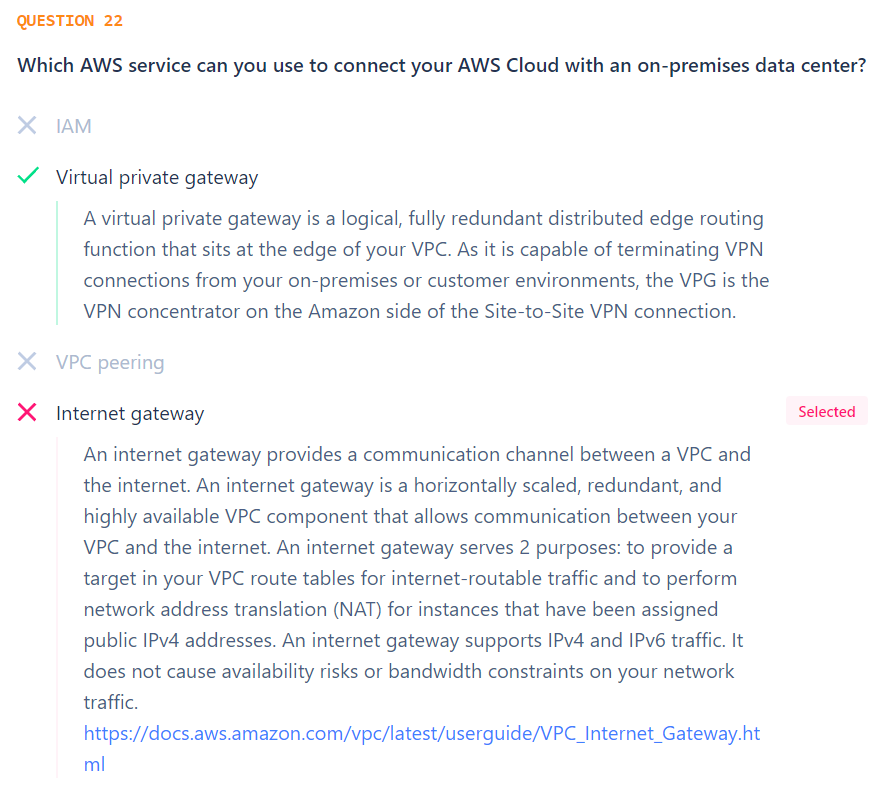 QUESTION 22
Which AWS service can you use to connect your AWS Cloud with an on-premises data center?
IAM
Virtual private gateway
A virtual private gateway is a logical, fully redundant distributed edge routing
function that sits at the edge of your VPC. As it is capable of terminating VPN
connections from your on-premises or customer environments, the VPG is the
VPN concentrator on the Amazon side of the Site-to-Site VPN connection.
VPC peering
Internet gateway
Selected
An internet gateway provides a communication channel between a VPC and
the internet. An internet gateway is a horizontally scaled, redundant, and
highly available VPC component that allows communication between your
VPC and the internet. An internet gateway serves 2 purposes: to provide a
target in your VPC route tables for internet-routable traffic and to perform
network address translation (NAT) for instances that have been assigned
public IPv4 addresses. An internet gateway supports IPv4 and IPv6 traffic. It
does not cause availability risks or bandwidth constraints on your network
traffic.
https://docs.aws.amazon.com/vpc/latest/userguide/VPC_Internet_Gateway.ht
ml